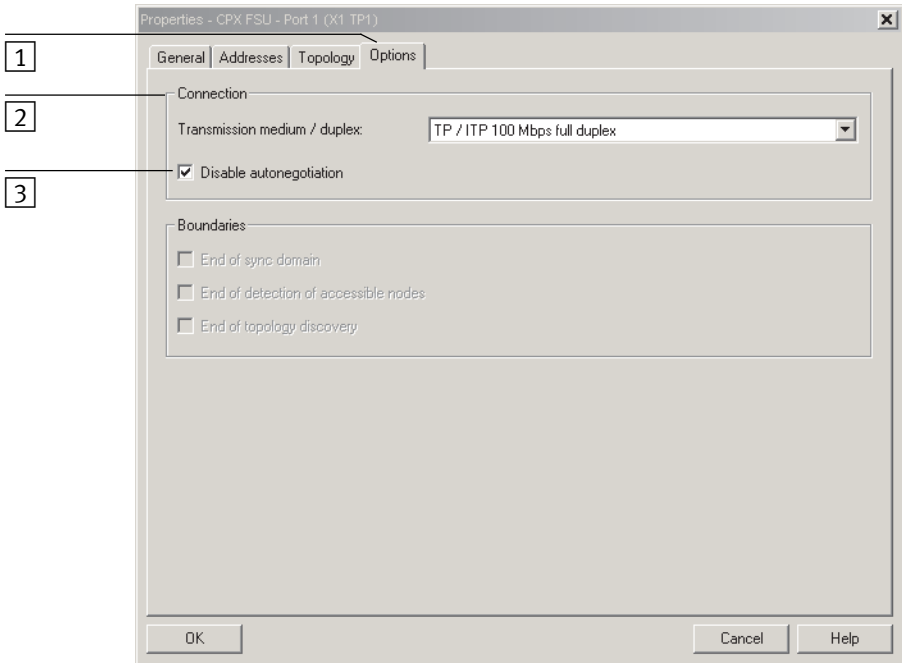 Properties - CPX FSU - Port 1 (X1 TP1)
1
General Addresses Topology Options
2
Connection
Transmission medium / duplex: TP / ITP 100 Mbps full duplex
3
Disable autonegotiation
Boundaries
End of sync domain
End of detection of accessible nodes
End of topology discovery
OK Cancel Help